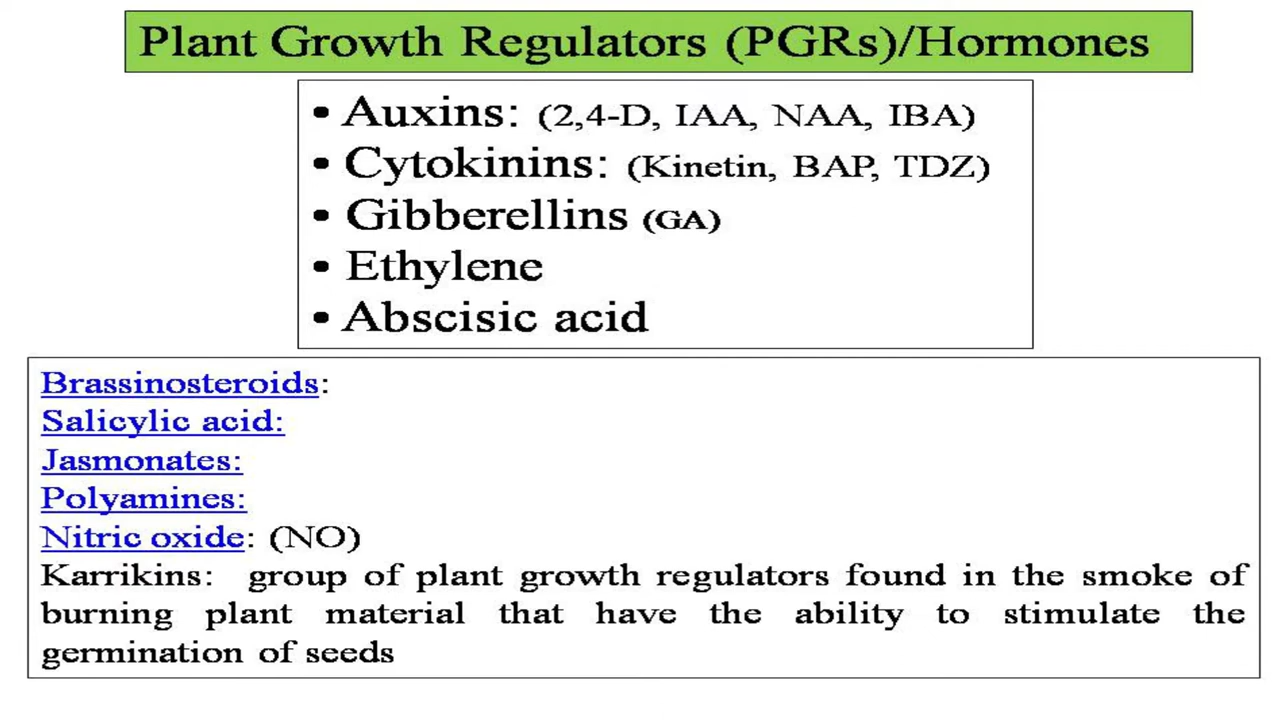 Plant Growth Regulators (PGRs)/Hormones
• Auxins: (2,4-D, IAA, NAA, IBA)
• Cytokinins: (Kinetin, BAP, TDZ)
• Gibberellins (GA)
• Ethylene
• Abscisic acid
Brassinosteroids:
Salicylic acid:
Jasmonates:
Polyamines:
Nitric oxide: (NO)
Karrikins: group of plant growth regulators found in the smoke of
burning plant material that have the ability to stimulate the
germination of seeds